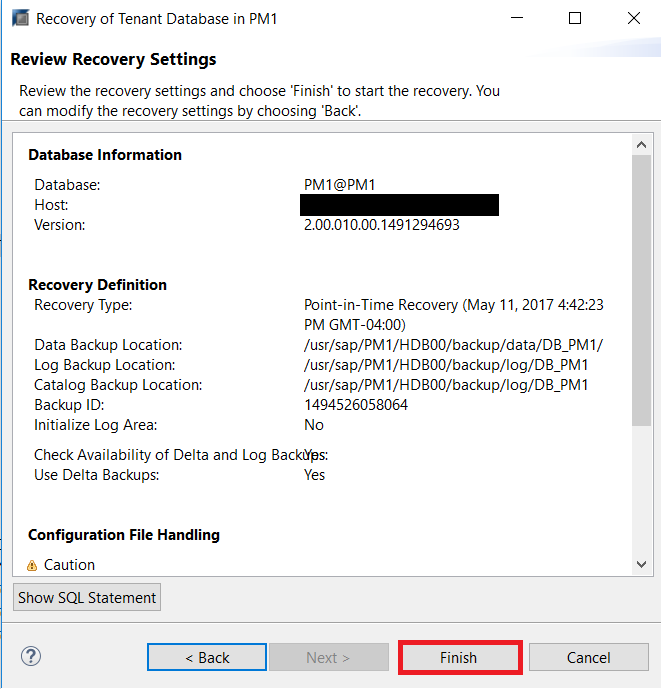 Recovery of Tenant Database in PM1
Review Recovery Settings
Review the recovery settings and choose 'Finish' to start the recovery. You
can modify the recovery settings by choosing 'Back'.
Database Information
Database: PM1@PM1
Host:
Version: 2.00.010.00.1491294693
Recovery Definition
Recovery Type: Point-in-Time Recovery (May 11, 2017 4:42:23
PM GMT-04:00)
Data Backup Location: /usr/sap/PM1/HDB00/backup/data/DB_PM1/
Log Backup Location: /usr/sap/PM1/HDB00/backup/log/DB_PM1
Catalog Backup Location: /usr/sap/PM1/HDB00/backup/log/DB_PM1
Backup ID: 1494526058064
Initialize Log Area: No
Check Availability of Delta and Log Backups: Yes
Use Delta Backups: Yes
Configuration File Handling
Caution
Show SQL Statement
? < Back Next > Finish Cancel